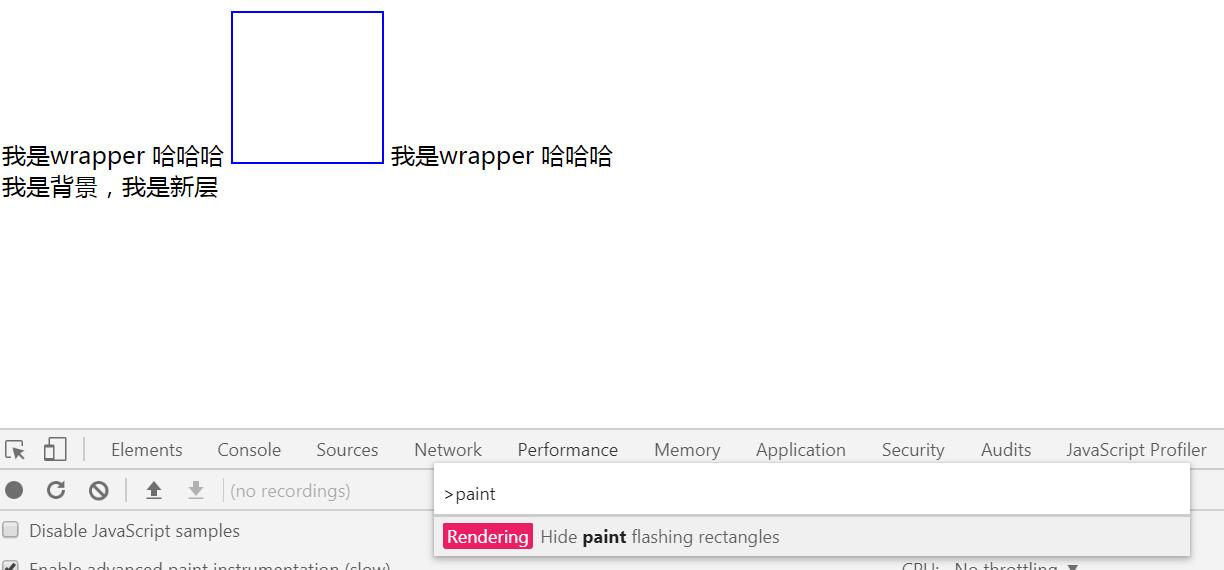 我是wrapper 哈哈哈 我是wrapper 哈哈哈
我是背景，我是新层
Elements Console Sources Network Performance Memory Application Security Audits JavaScript Profiler
(no recordings)
>paint
Disable JavaScript samples
Rendering Hide paint flashing rectangles
Enable advanced paint instrumentation (slow) CPU: No throttling ▼